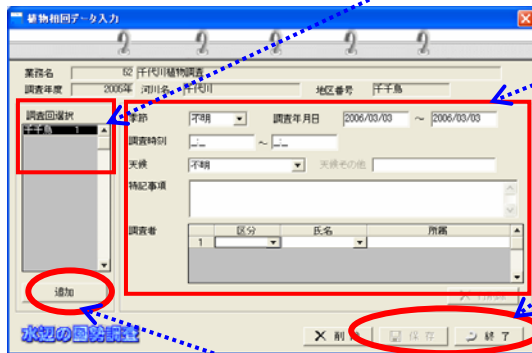 植物相回データ入力
業務名 52 千代川植物調査
調査年度 2006年 河川名 千代川 地区番号 千千鳥
調査回選択
千千鳥 1
季節 不明 調査年月日 2006/03/03 ～ 2006/03/03
調査時刻 _:_ ～ _:_
天候 不明 天候その他
特記事項
調査者 区分 氏名 所属
1
追加
水辺の国勢調査
削 保存 終了